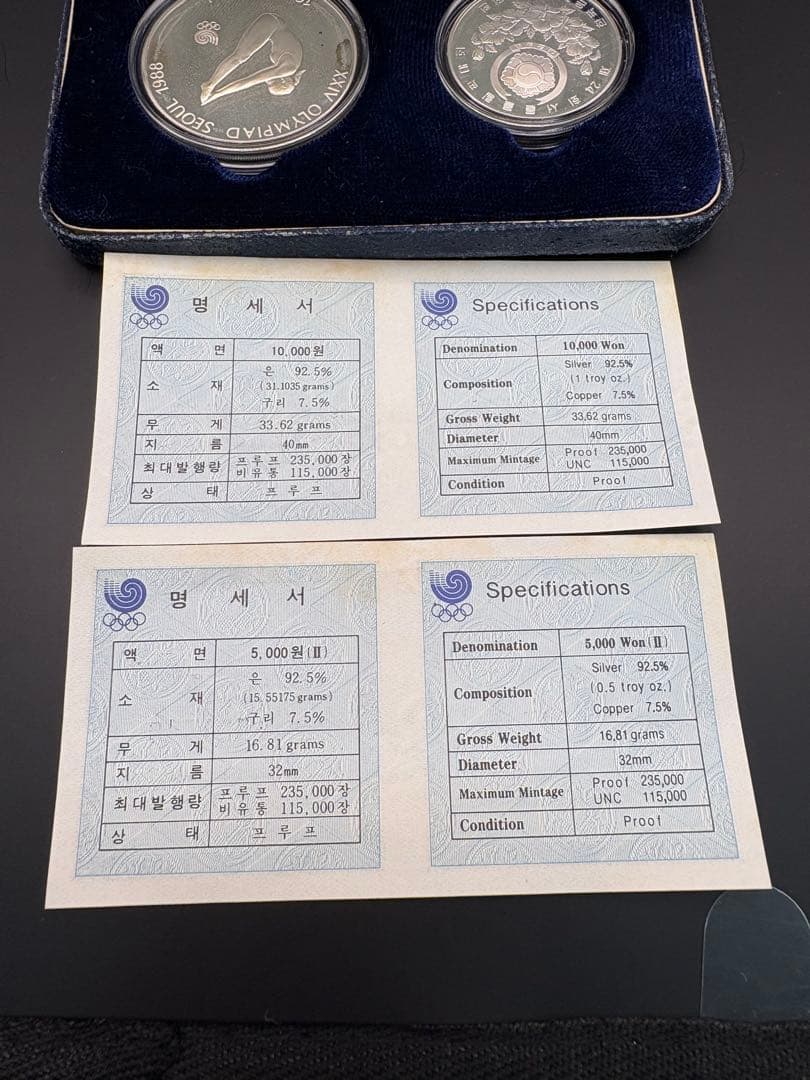 XXIV OLYMPIAD SEOUL 1988
제24회
명 세 서
액 면 10,000원
소 재 은 92.5%
(31.1035 grams)
구리 7.5%
무 게 33.62 grams
지 름 40mm
최대발행량 프루프 235,000장
비유통 115,000장
상 태 프루프
Specifications
Denomination 10,000 Won
Composition Silver 92.5%
(1 troy oz.)
Copper 7.5%
Gross Weight 33.62 grams
Diameter 40mm
Maximum Mintage Proof 235,000
UNC 115,000
Condition Proof
명 세 서
액 면 5,000원(Ⅱ)
소 재 은 92.5%
(15.55175 grams)
구리 7.5%
무 게 16.81 grams
지 름 32mm
최대발행량 프루프 235,000장
비유통 115,000장
상 태 프루프
Specifications
Denomination 5,000 Won(Ⅱ)
Composition Silver 92.5%
(0.5 troy oz.)
Copper 7.5%
Gross Weight 16.81 grams
Diameter 32mm
Maximum Mintage Proof 235,000
UNC 115,000
Condition Proof